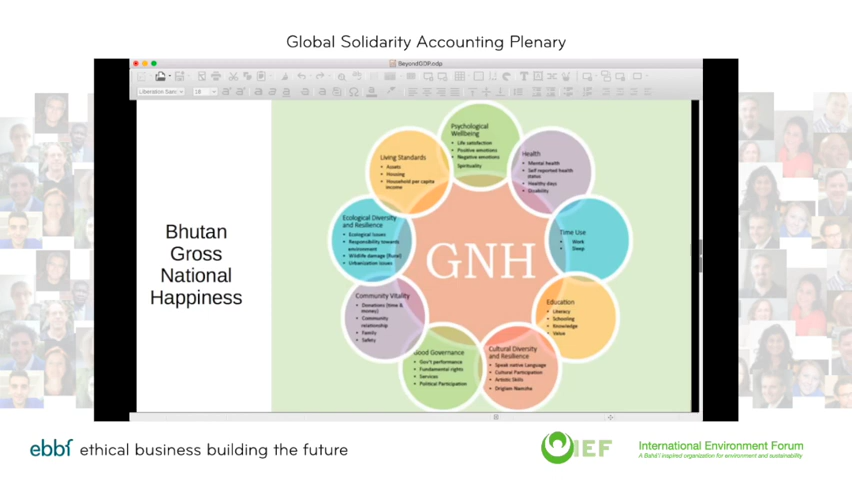 Global Solidarity Accounting Plenary
BeyondGDP.odp
Liberation Sans
18
Bhutan
Gross
National
Happiness
GNH
Psychological
Wellbeing
• Life satisfaction
• Positive emotions
• Negative emotions
Spirituality
Health
• Mental health
• Self reported health
status
• Healthy days
• Disability
Time Use
• Work
• Sleep
Education
• Literacy
• Schooling
• Knowledge
• Value
Cultural Diversity
and Resilience
• Speak native Language
• Cultural Participation
• Artistic Skills
• Driglam Namzha
Good Governance
• Gov't performance
• Fundamental rights
• Services
• Political Participation
Community Vitality
• Donations (time &
money)
• Community
relationship
• Family
• Safety
Ecological Diversity
and Resilience
• Ecological Issues
• Responsibility towards
environment
• Wildlife damage (Rural)
• Urbanization issues
Living Standards
• Assets
• Housing
• Household per capita
income
ebbf ethical business building the future
IEF
International Environment Forum
A Bahá'í inspired organization for environment and sustainability